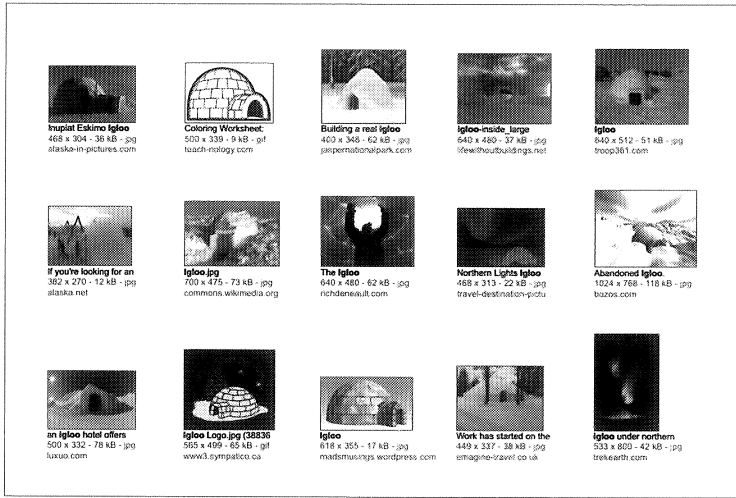 Inupiat Eskimo Igloo
468 x 304 - 36 kB - jpg
alaska-in-pictures.com
Coloring Worksheet:
500 x 339 - 9 kB - gif
teach-nology.com
Building a real Igloo
400 x 346 - 62 kB - jpg
jaspernationalpark.com
Igloo-inside_large
640 x 480 - 37 kB - jpg
lifewithoutbuildings.net
Igloo
640 x 512 - 51 kB - jpg
troop361.com
If you're looking for an
382 x 270 - 12 kB - jpg
alaska.net
Igloo.jpg
700 x 475 - 73 kB - jpg
commons.wikimedia.org
The Igloo
640 x 480 - 62 kB - jpg
richdeneault.com
Northern Lights Igloo
468 x 313 - 22 kB - jpg
travel-destination-pictu
Abandoned Igloo.
1024 x 768 - 118 kB - jpg
bozos.com
an Igloo hotel offers
500 x 332 - 78 kB - jpg
luxuo.com
Igloo Logo.jpg (38836
565 x 499 - 65 kB - gif
www3.sympatico.ca
Igloo
618 x 355 - 17 kB - jpg
madsmusings.wordpress.com
Work has started on the
449 x 337 - 38 kB - jpg
emagine-travel.co.uk
Igloo under northern
533 x 800 - 42 kB - jpg
trekearth.com